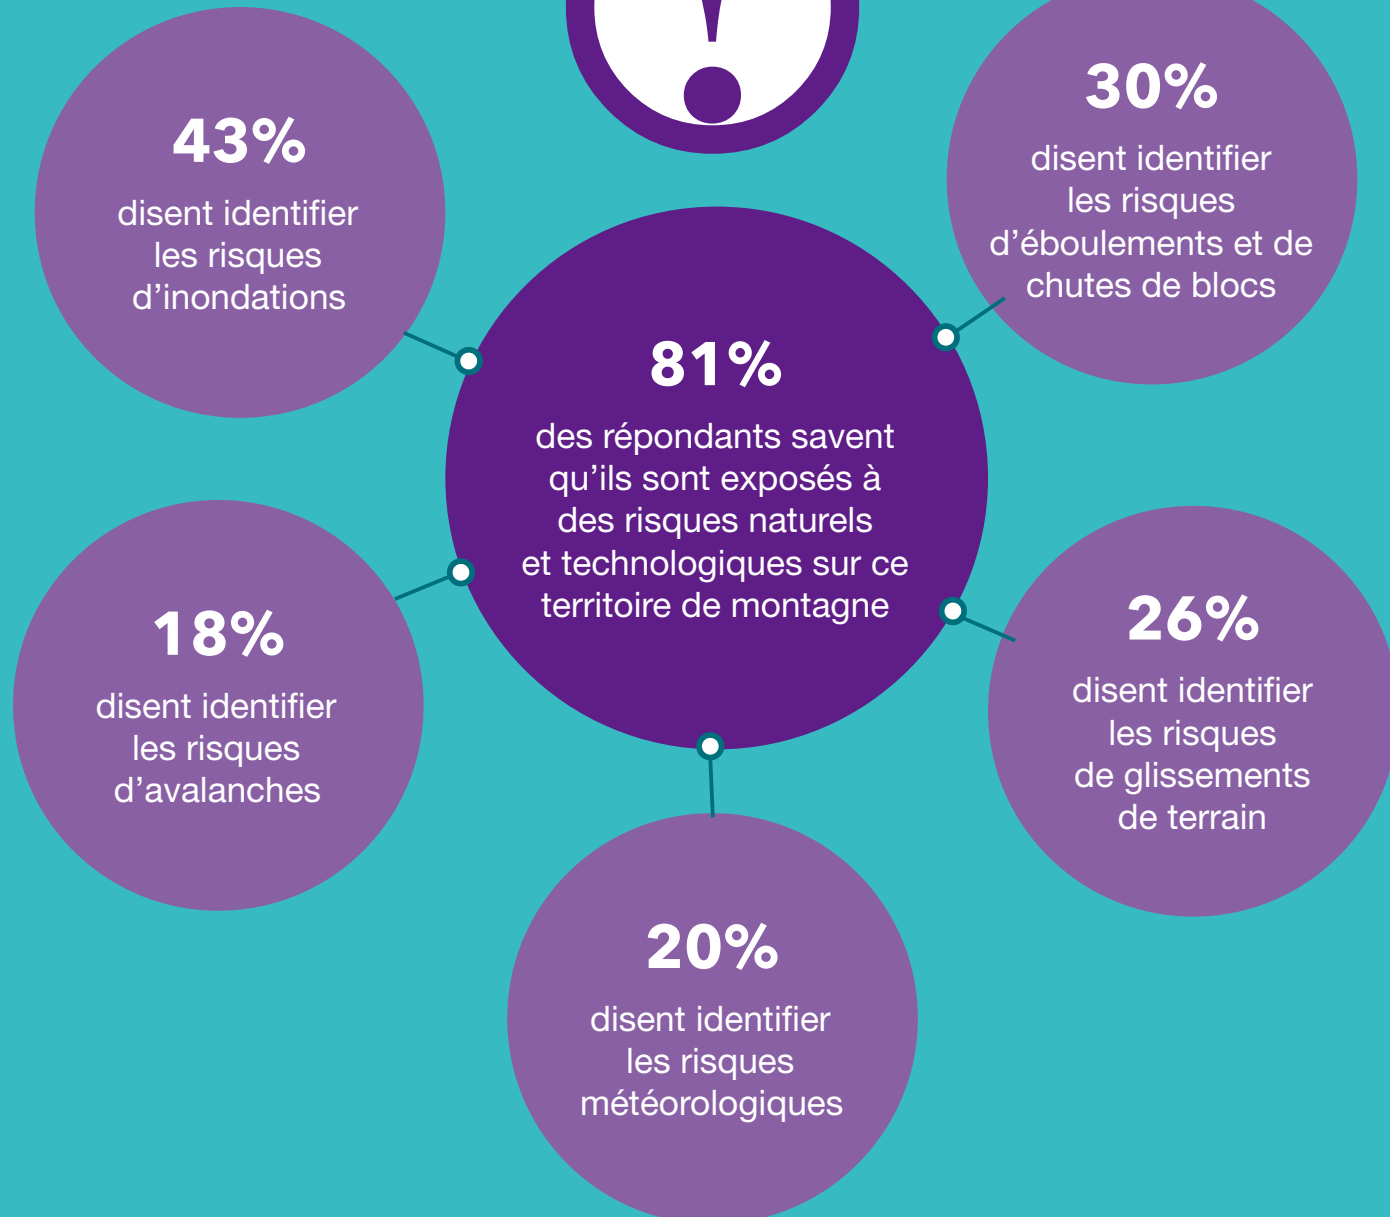 43%
disent identifier
les risques
d’inondations
30%
disent identifier
les risques
d’éboulements et de
chutes de blocs
81%
des répondants savent
qu’ils sont exposés à
des risques naturels
et technologiques sur ce
territoire de montagne
18%
disent identifier
les risques
d’avalanches
26%
disent identifier
les risques
de glissements
de terrain
20%
disent identifier
les risques
météorologiques